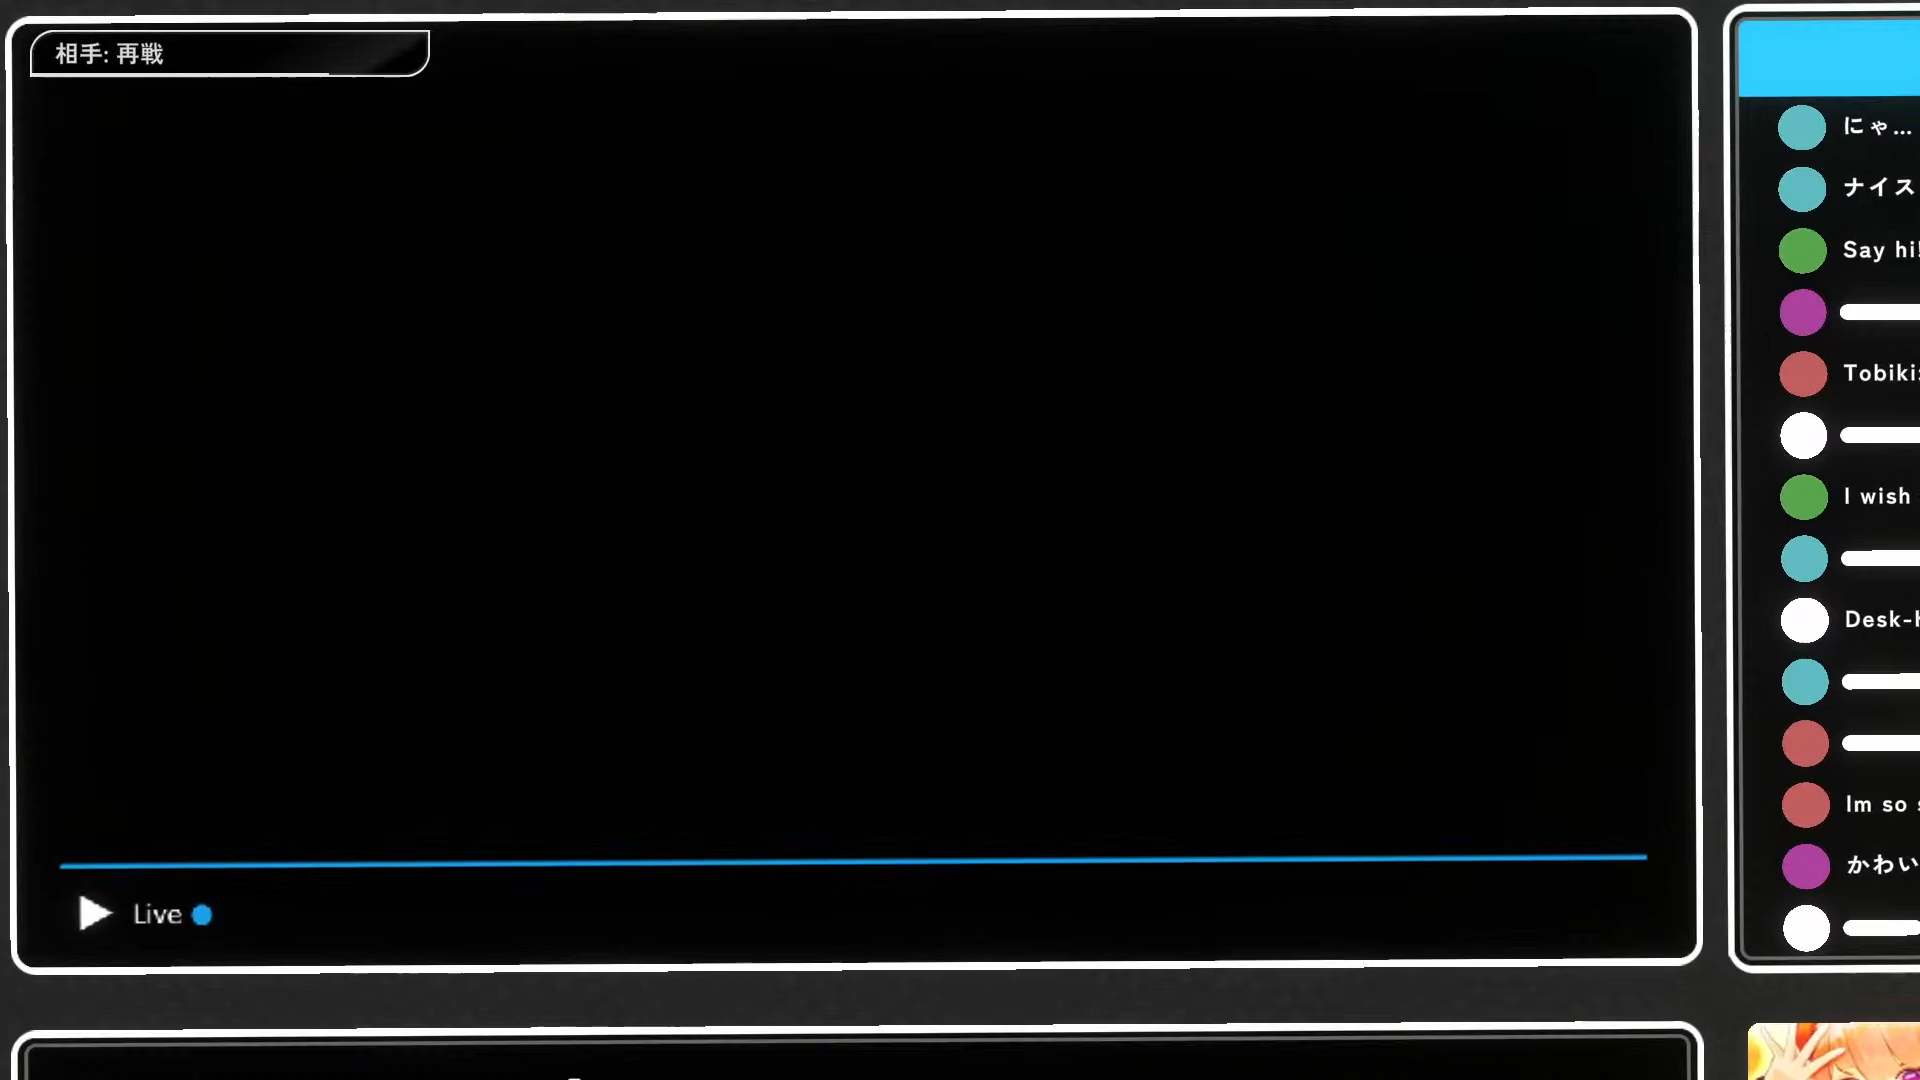 相手: 再戦
にゃ...
ナイス
Say hi!
Tobiki
I wish
Desk-
Im so
かわい
Live